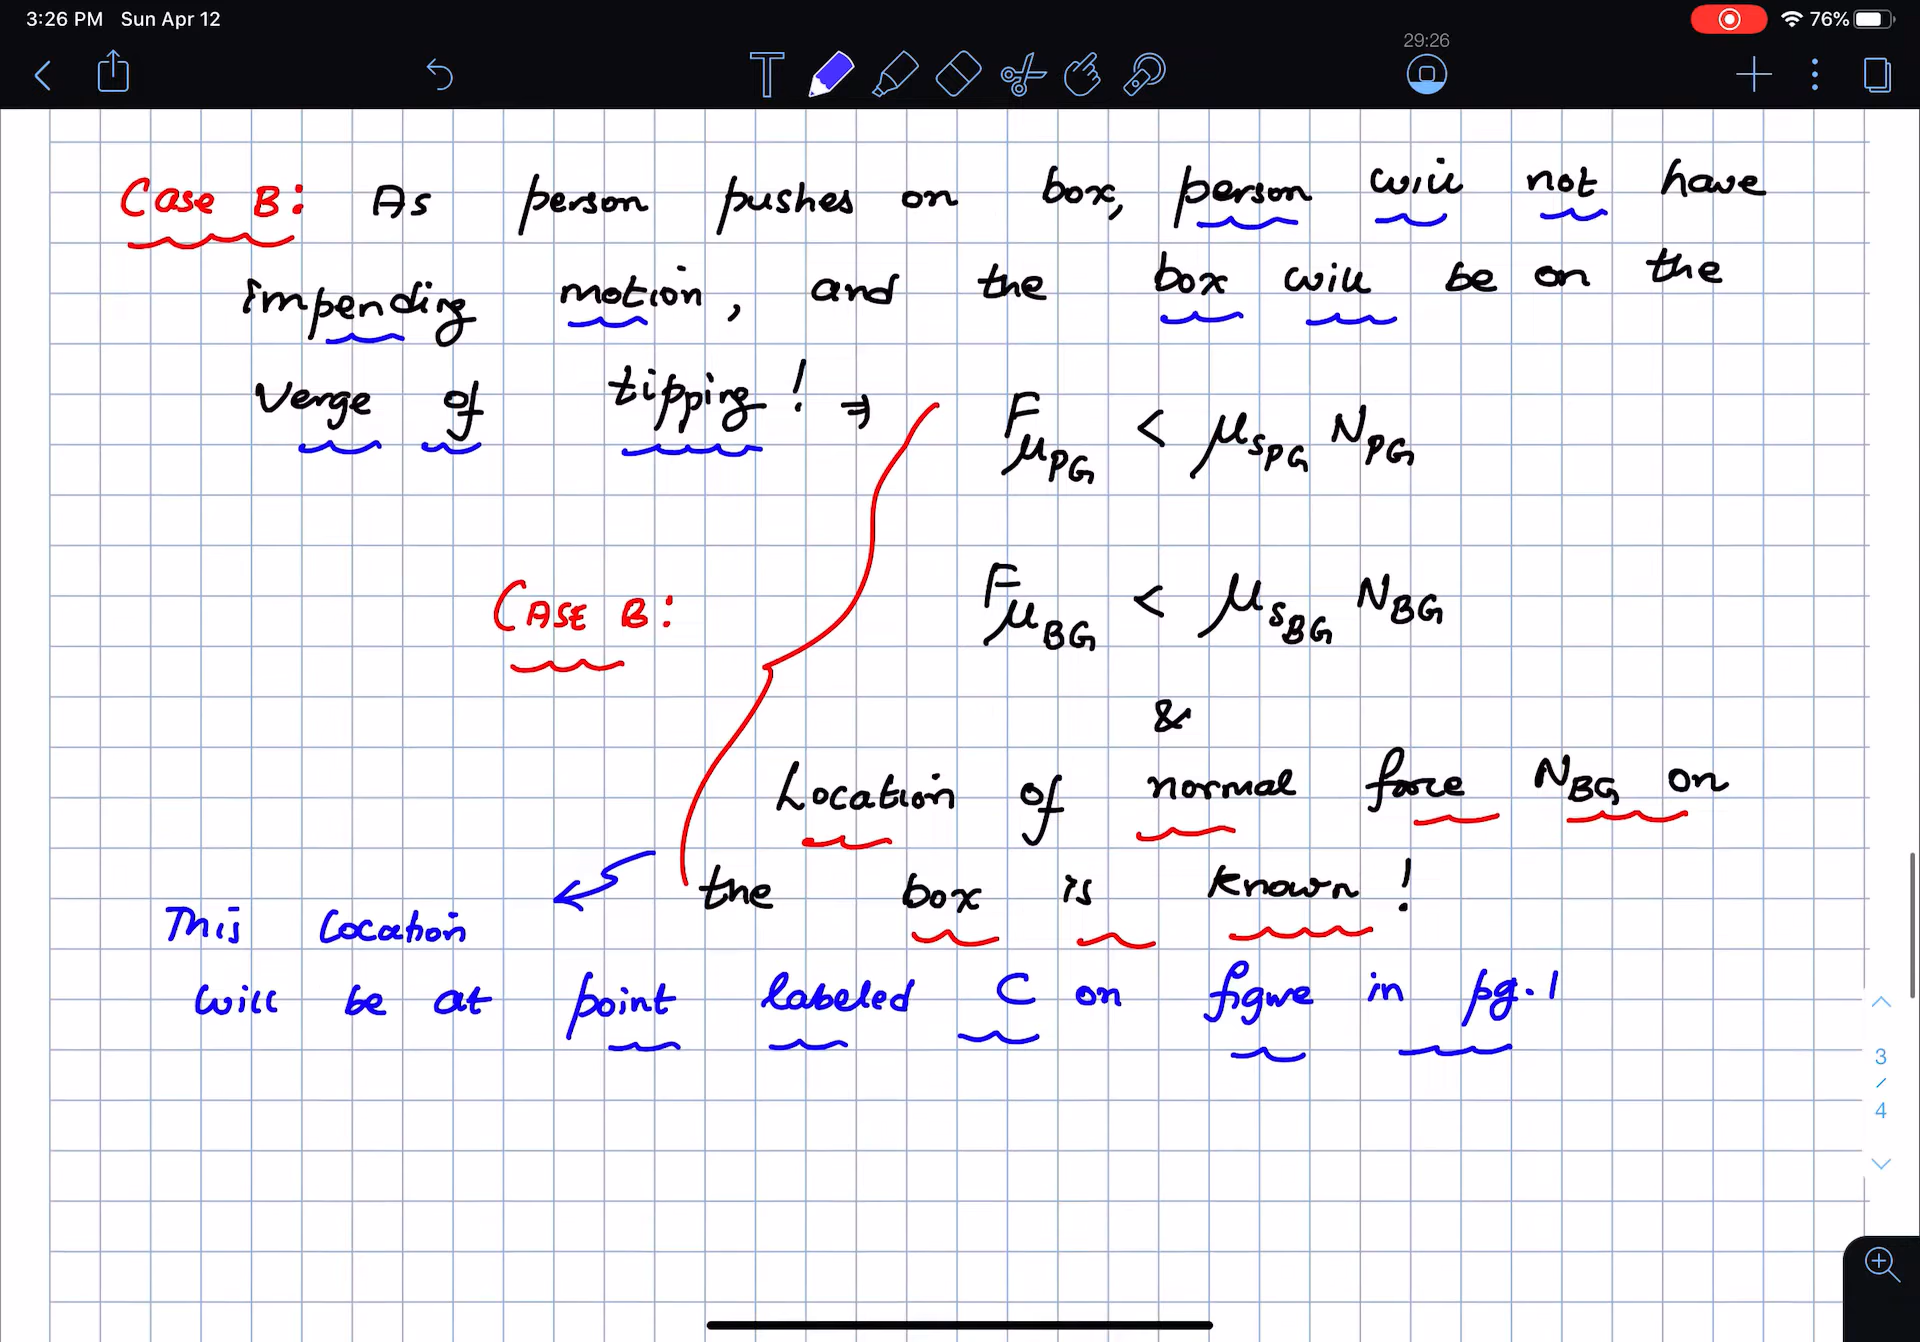 3:26 PM Sun Apr 12
76%
29:26
Case B: As person pushes on box, person will not have
impending motion, and the box will be on the
verge of tipping! ⇒ F_μPG < μ_sPG N_PG
CASE B: F_μBG < μ_sBG N_BG
&
Location of normal force N_BG on
the box is known!
This location
will be at point labeled C on figure in pg. 1
3
/
4